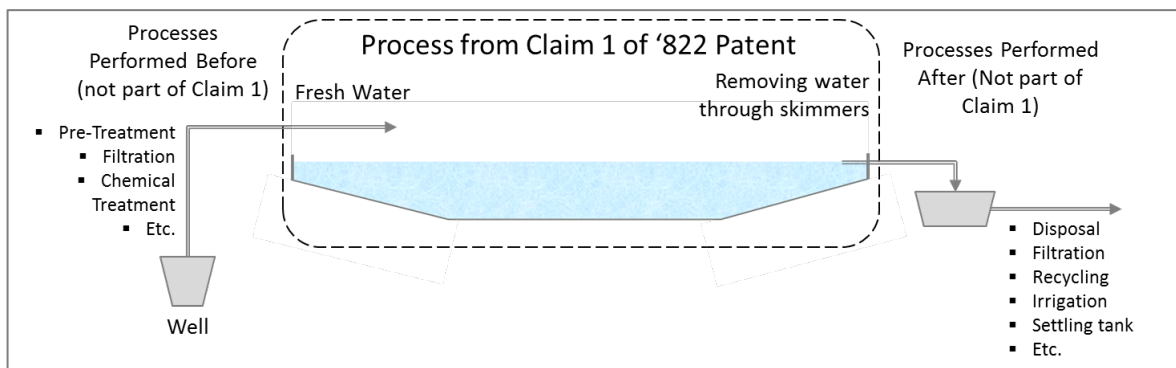 Processes
Performed Before
(not part of Claim 1)
▪ Pre-Treatment
▪ Filtration
▪ Chemical
Treatment
▪ Etc.
Well
Process from Claim 1 of ‘822 Patent
Fresh Water
Removing water
through skimmers
Processes Performed
After (Not part of
Claim 1)
▪ Disposal
▪ Filtration
▪ Recycling
▪ Irrigation
▪ Settling tank
▪ Etc.